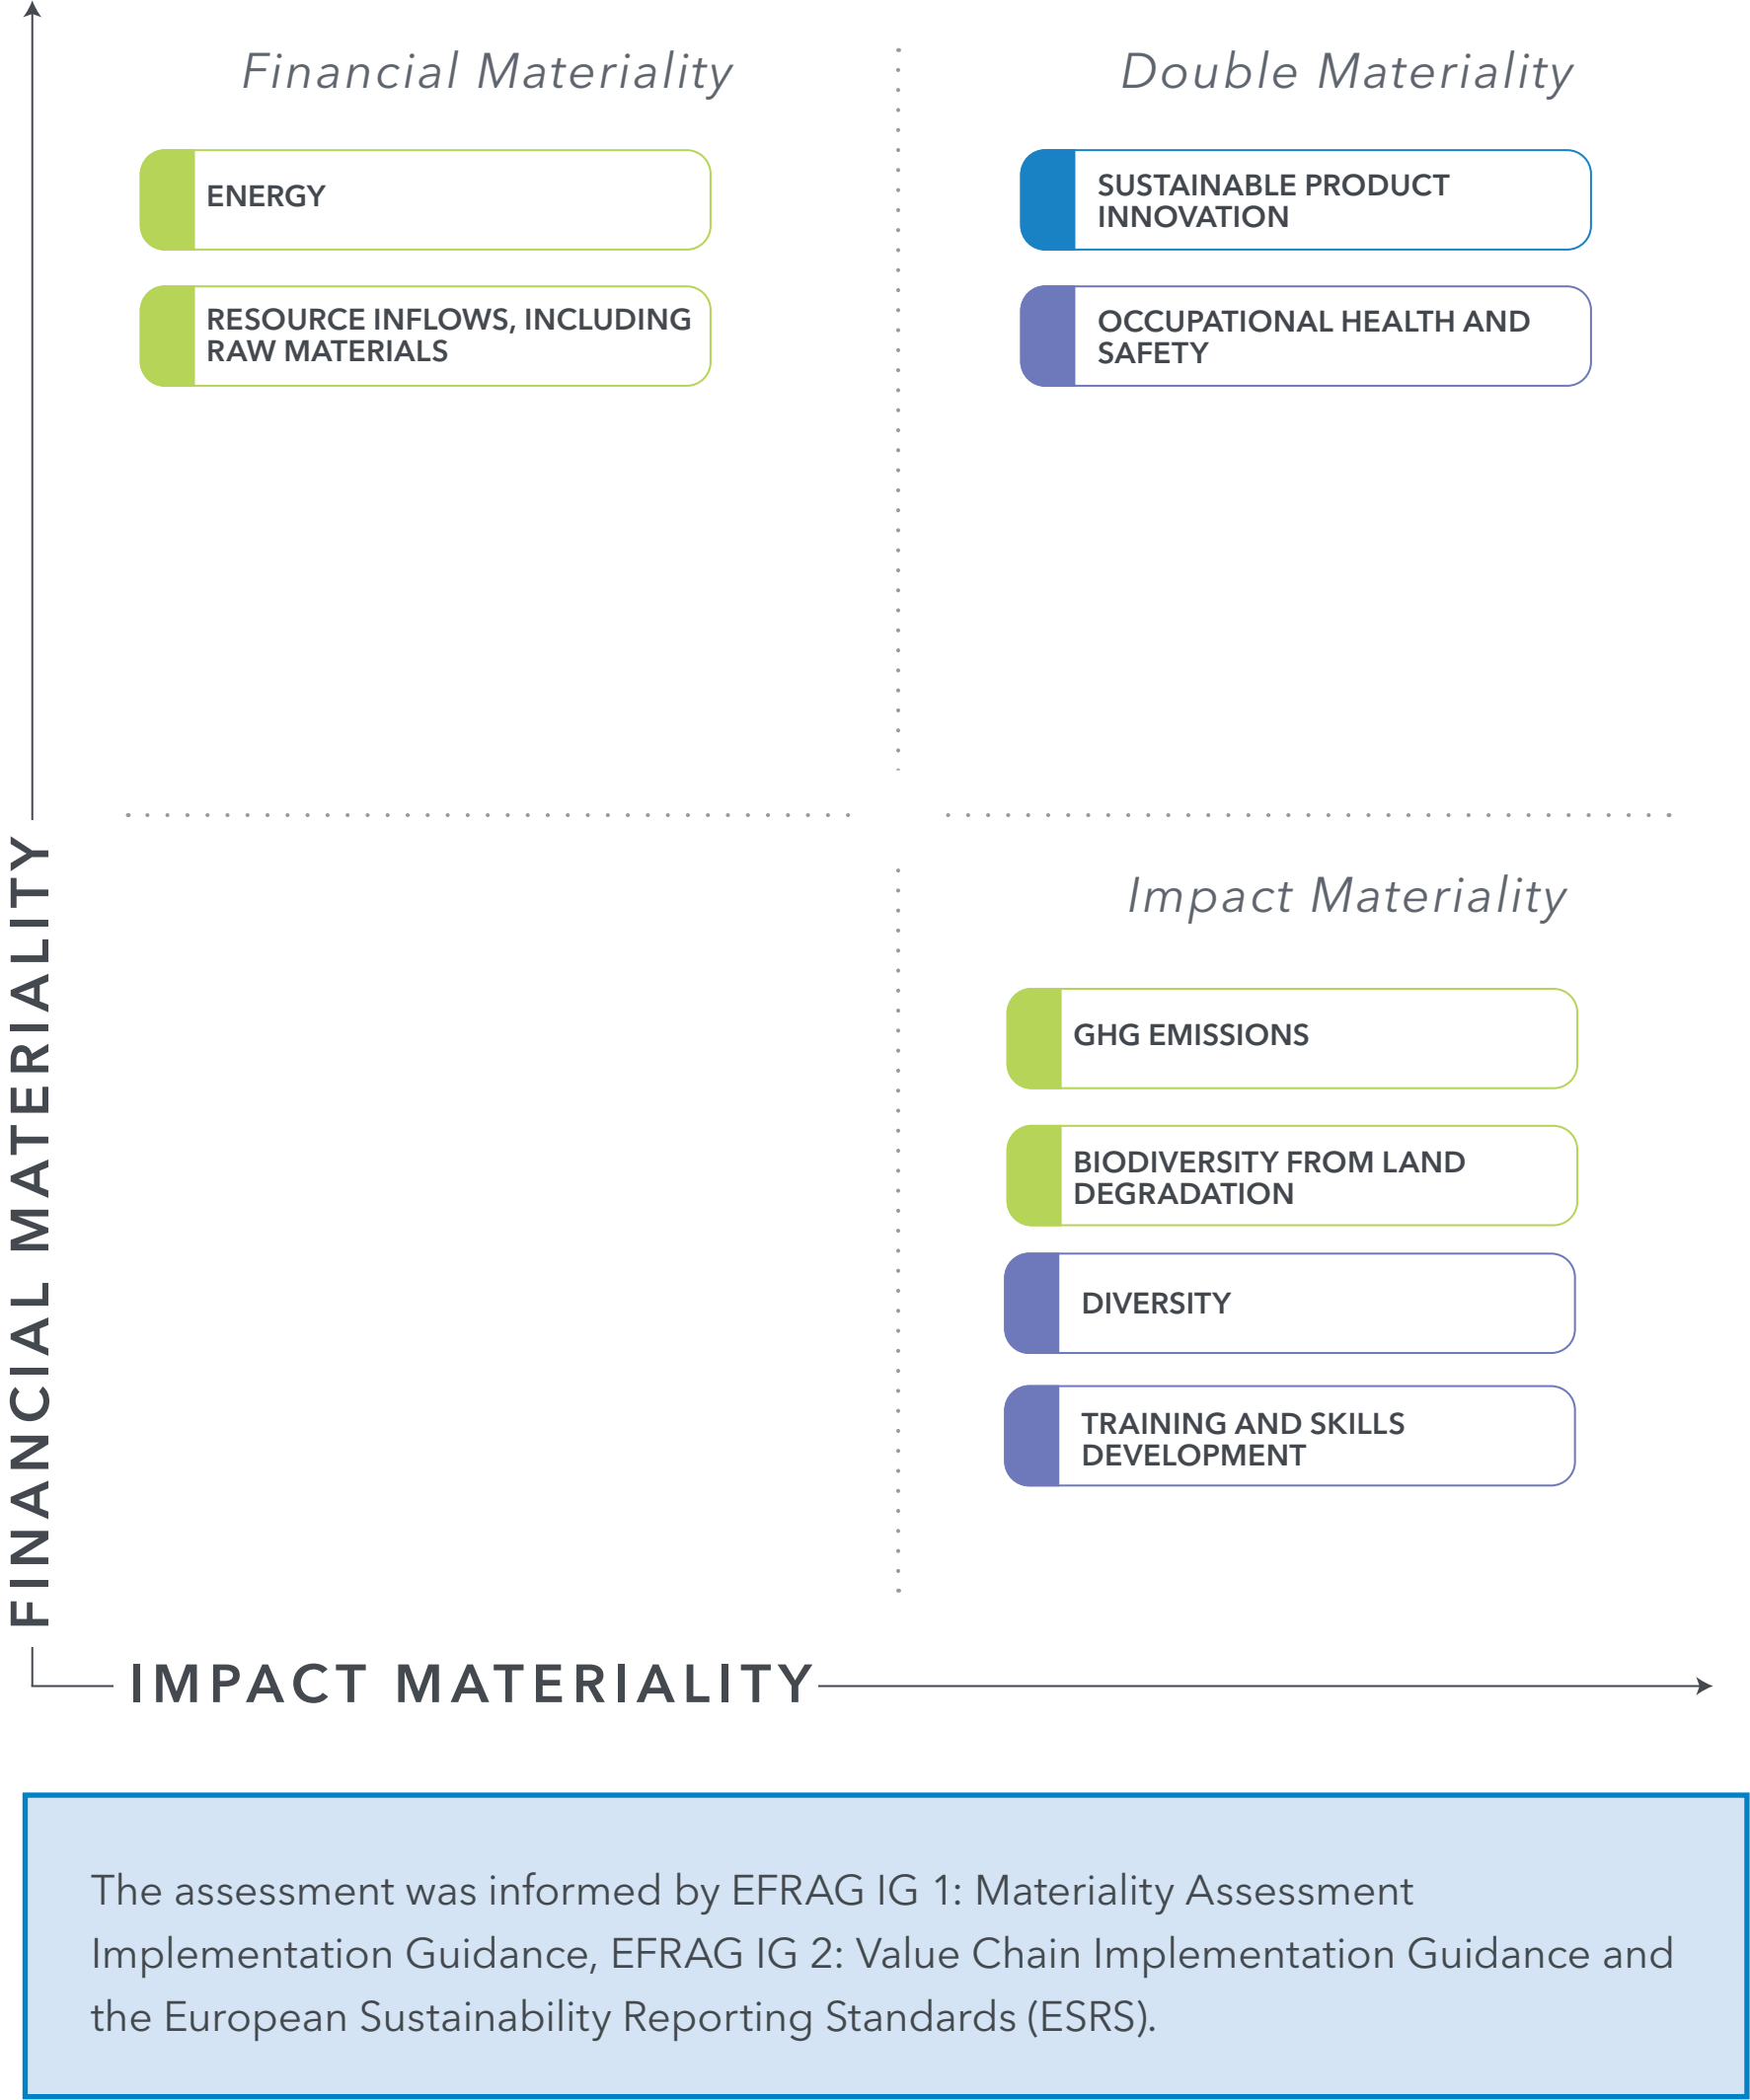 Financial Materiality
ENERGY
RESOURCE INFLOWS, INCLUDING
RAW MATERIALS
Double Materiality
SUSTAINABLE PRODUCT
INNOVATION
OCCUPATIONAL HEALTH AND
SAFETY
Impact Materiality
GHG EMISSIONS
BIODIVERSITY FROM LAND
DEGRADATION
DIVERSITY
TRAINING AND SKILLS
DEVELOPMENT
FINANCIAL MATERIALITY
IMPACT MATERIALITY
The assessment was informed by EFRAG IG 1: Materiality Assessment
Implementation Guidance, EFRAG IG 2: Value Chain Implementation Guidance and
the European Sustainability Reporting Standards (ESRS).